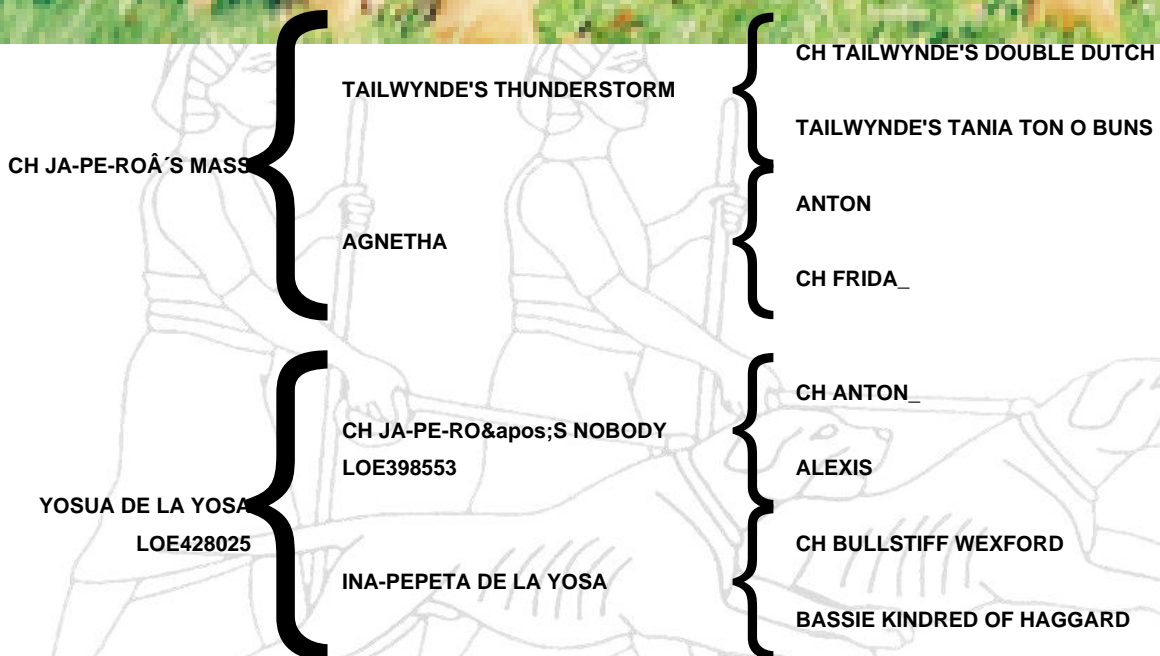 CH JA-PE-ROÂ´S MASS
TAILWYNDE'S THUNDERSTORM
AGNETHA
CH TAILWYNDE'S DOUBLE DUTCH
TAILWYNDE'S TANIA TON O BUNS
ANTON
CH FRIDA_
YOSUA DE LA YOSA
LOE428025
CH JA-PE-RO&apos;S NOBODY
LOE398553
INA-PEPETA DE LA YOSA
CH ANTON_
ALEXIS
CH BULLSTIFF WEXFORD
BASSIE KINDRED OF HAGGARD